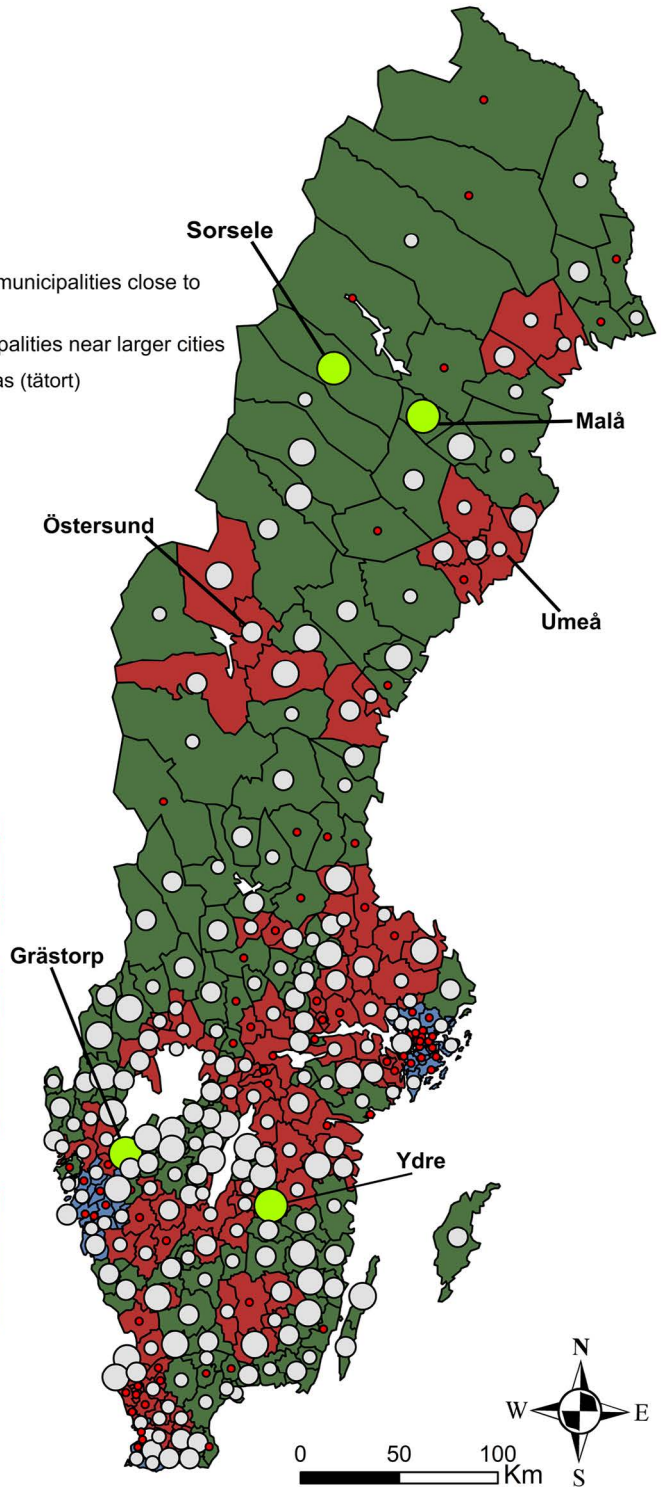 Sorsele
municipalities close to
palities near larger cities
as (tätort)
Malå
Östersund
Umeå
Grästorp
Ydre
N
W E
S
0 50 100
Km